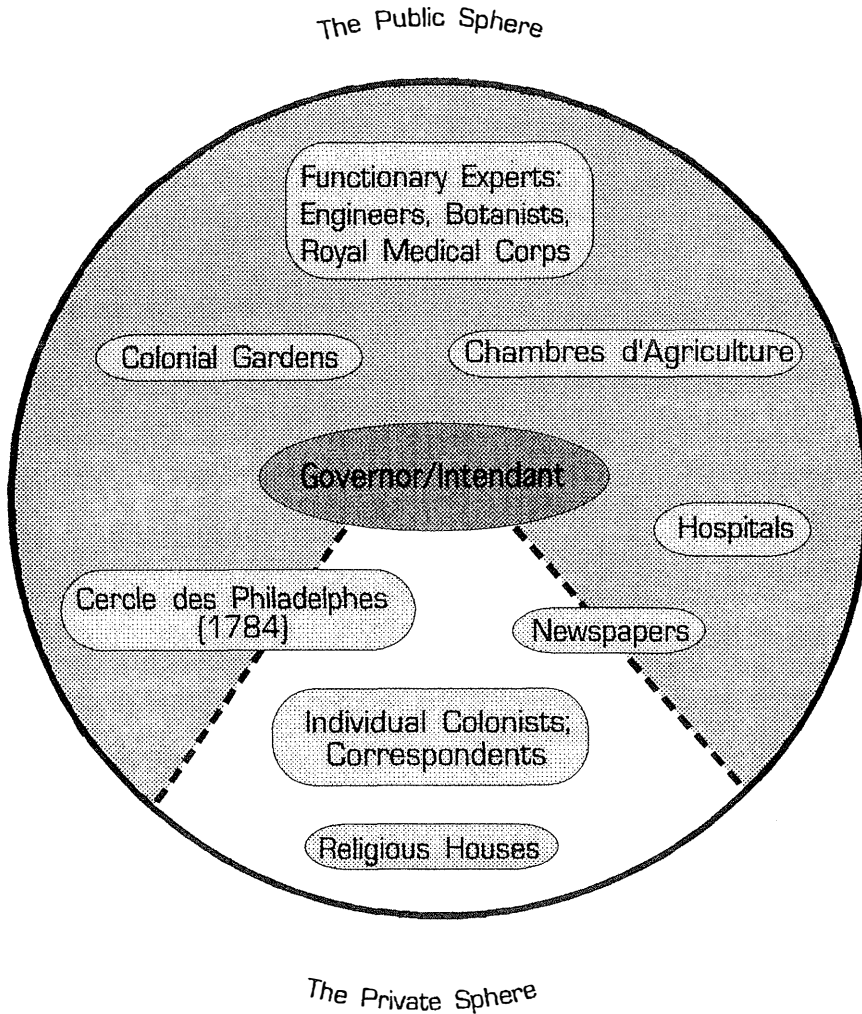 The Public Sphere
Functionary Experts:
Engineers, Botanists,
Royal Medical Corps
Colonial Gardens
Chambres d'Agriculture
Governor/Intendant
Hospitals
Cercle des Philadelphes
(1784)
Newspapers
Individual Colonists;
Correspondents
Religious Houses
The Private Sphere